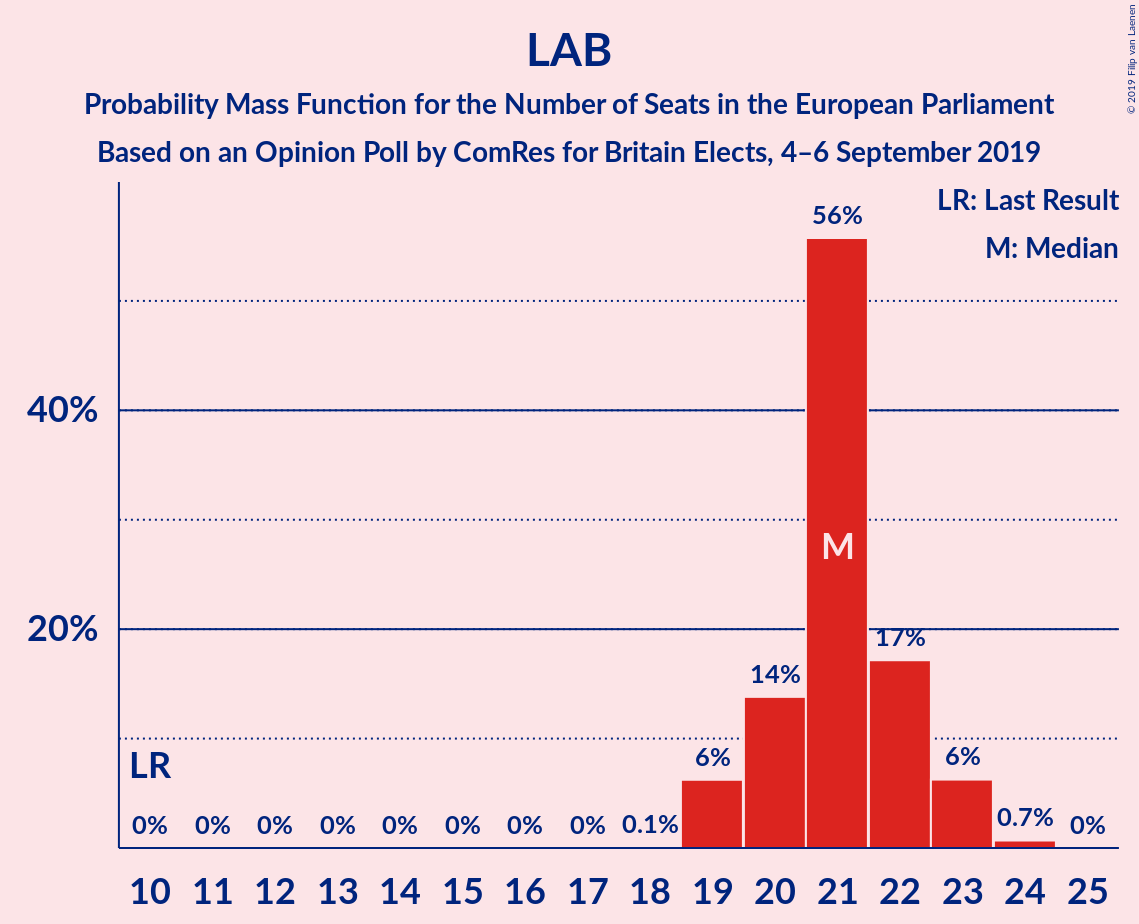 LAB
Probability Mass Function for the Number of Seats in the European Parliament
Based on an Opinion Poll by ComRes for Britain Elects, 4–6 September 2019
© 2019 Filip van Laenen
LR: Last Result
M: Median
56%
40%
M
20%
17%
14%
LR
6%
6%
0%
0%
0%
0%
0%
0%
0%
0%
0.1%
0.7%
0%
10 11 12 13 14 15 16 17 18 19 20 21 22 23 24 25